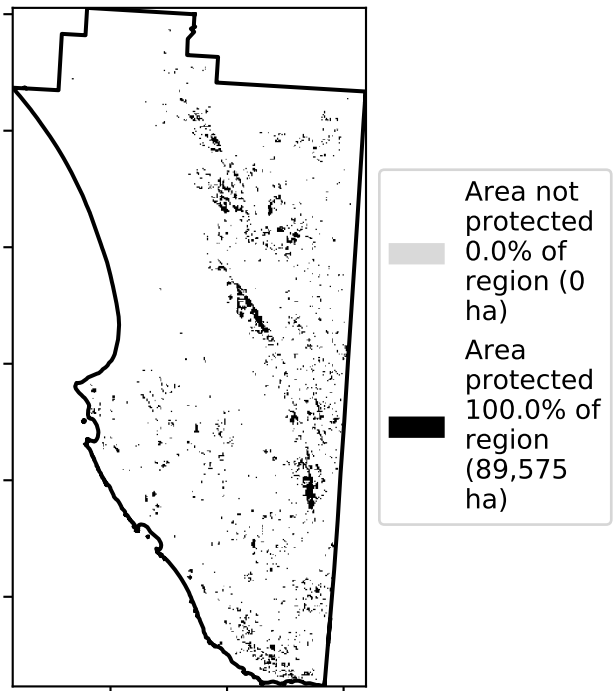 Area not
protected
0.0% of
region (0
ha)
Area
protected
100.0% of
region
(89,575
ha)